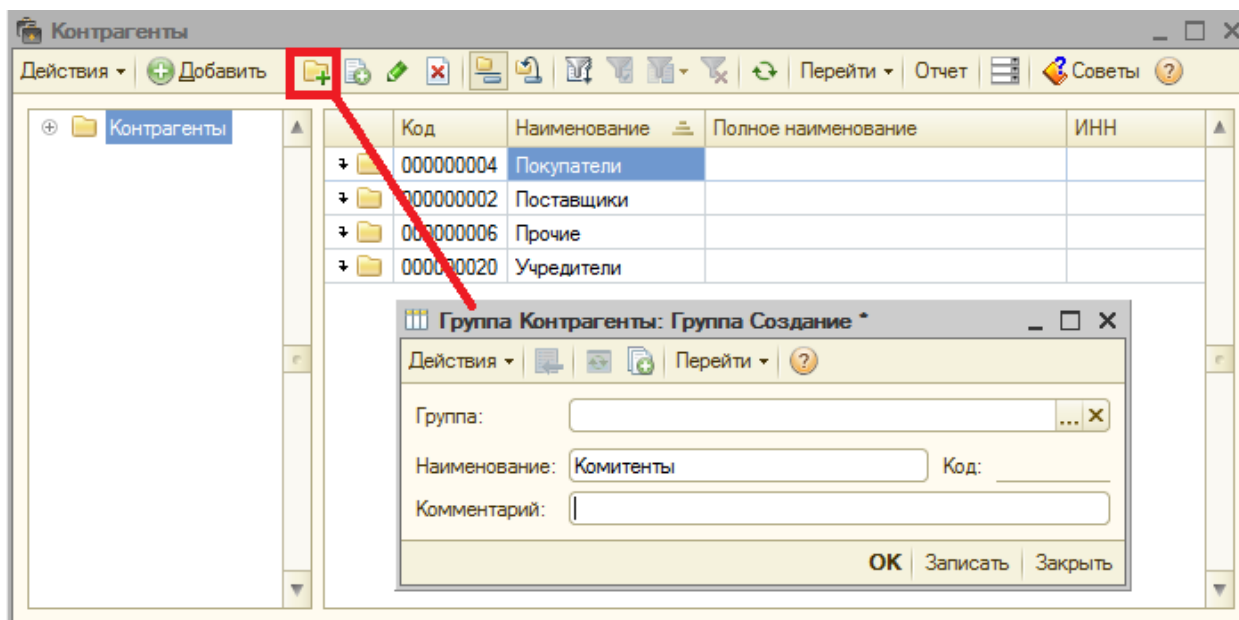 Контрагенты
Действия Добавить Перейти Отчет Советы
Контрагенты
Код Наименование Полное наименование ИНН
000000004 Покупатели
000000002 Поставщики
000000006 Прочие
000000020 Учредители
Группа Контрагенты: Группа Создание *
Действия Перейти
Группа: ...
Наименование: Комитенты Код:
Комментарий:
OK Записать Закрыть